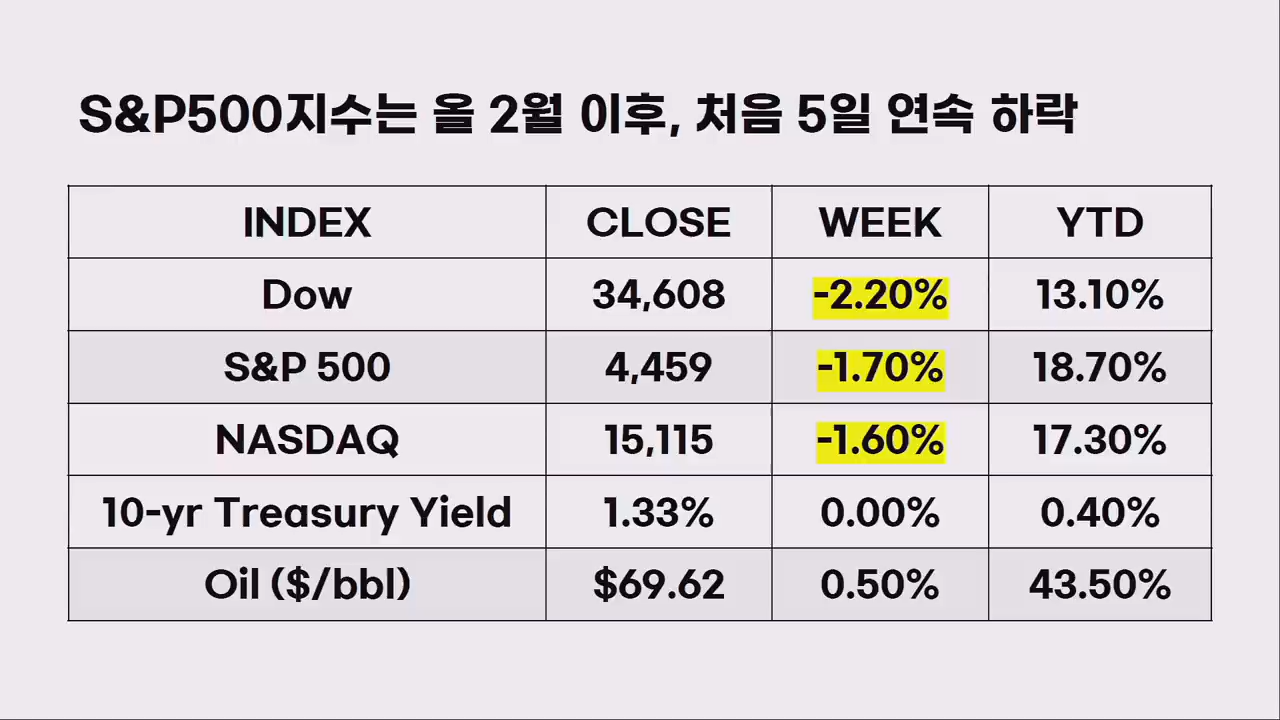 S&P500지수는 올 2월 이후, 처음 5일 연속 하락
INDEX CLOSE WEEK YTD
Dow 34,608 -2.20% 13.10%
S&P 500 4,459 -1.70% 18.70%
NASDAQ 15,115 -1.60% 17.30%
10-yr Treasury Yield 1.33% 0.00% 0.40%
Oil ($/bbl) $69.62 0.50% 43.50%